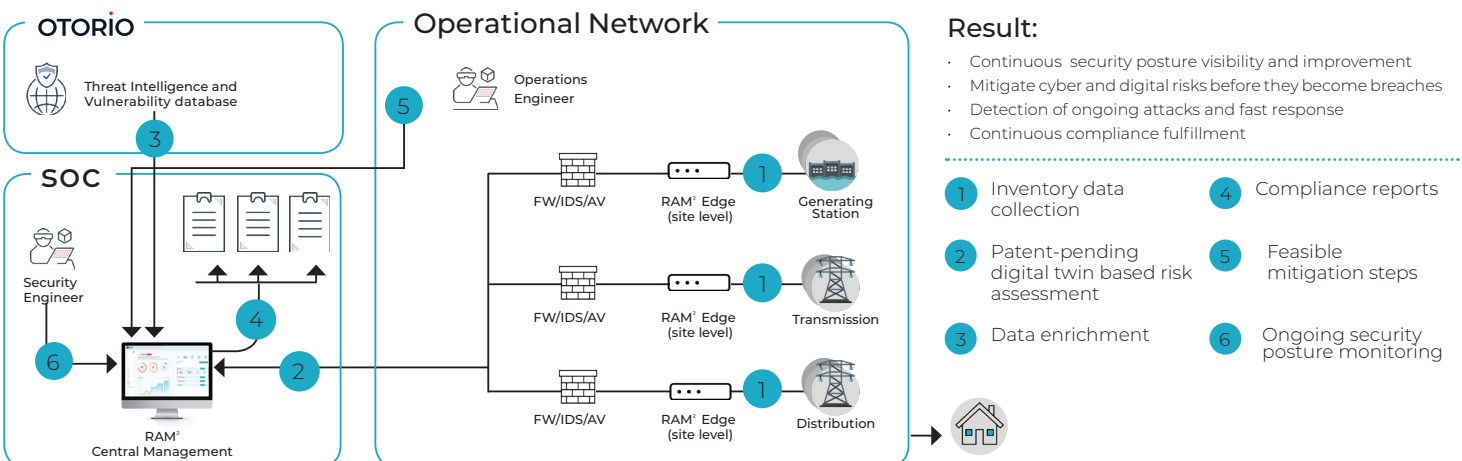 OTORIO
Threat Intelligence and
Vulnerability database
3
SOC
Security
Engineer
6
4
RAM²
Central Management
2
Operational Network
5
Operations
Engineer
FW/IDS/AV
RAM² Edge
(site level)
1
Generating
Station
FW/IDS/AV
RAM² Edge
(site level)
1
Transmission
FW/IDS/AV
RAM² Edge
(site level)
1
Distribution
Result:
· Continuous security posture visibility and improvement
· Mitigate cyber and digital risks before they become breaches
· Detection of ongoing attacks and fast response
· Continuous compliance fulfillment
1 Inventory data
collection
2 Patent-pending
digital twin based risk
assessment
3 Data enrichment
4 Compliance reports
5 Feasible
mitigation steps
6 Ongoing security
posture monitoring